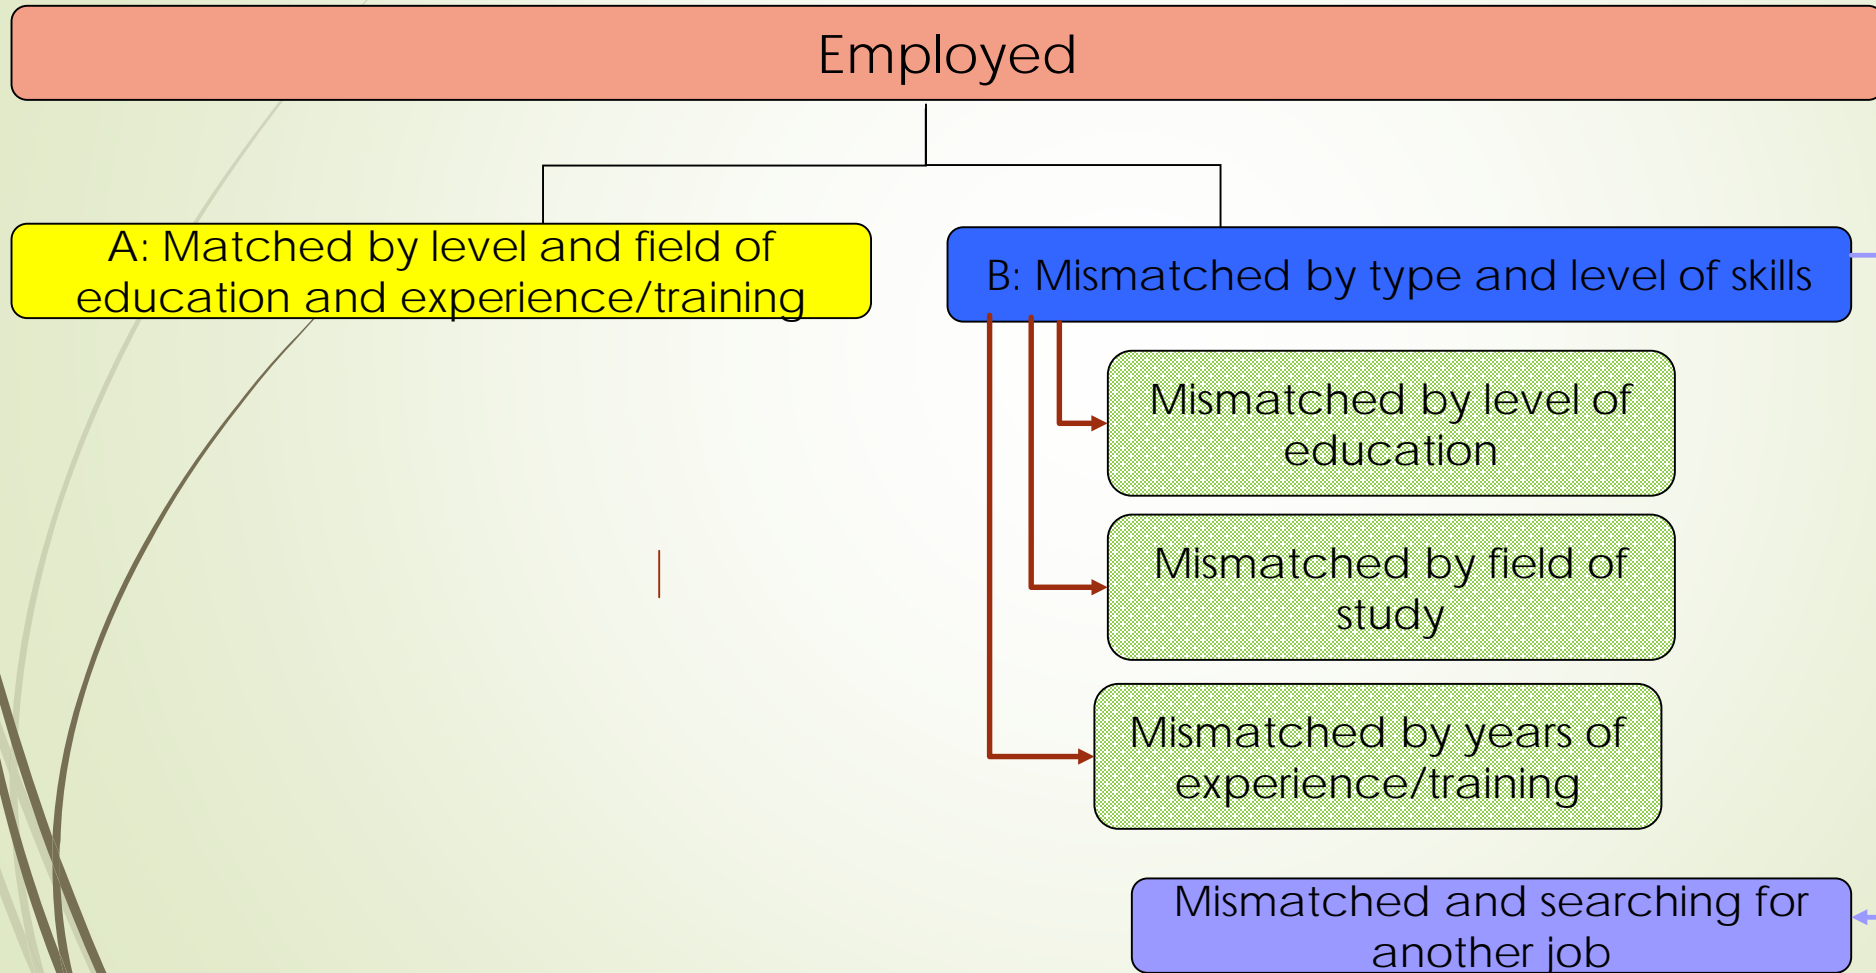 Employed
A: Matched by level and field of
education and experience/training
B: Mismatched by type and level of skills
Mismatched by level of
education
Mismatched by field of
study
Mismatched by years of
experience/training
Mismatched and searching for
another job